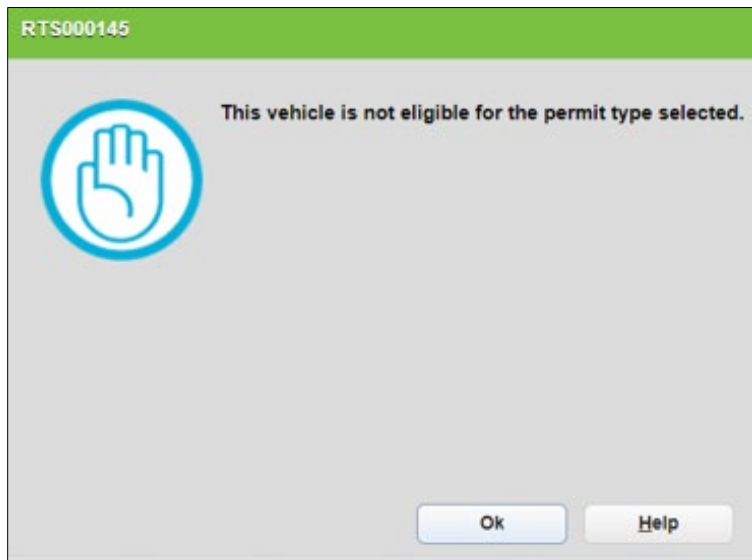 RTS000145
This vehicle is not eligible for the permit type selected.
Ok
Help